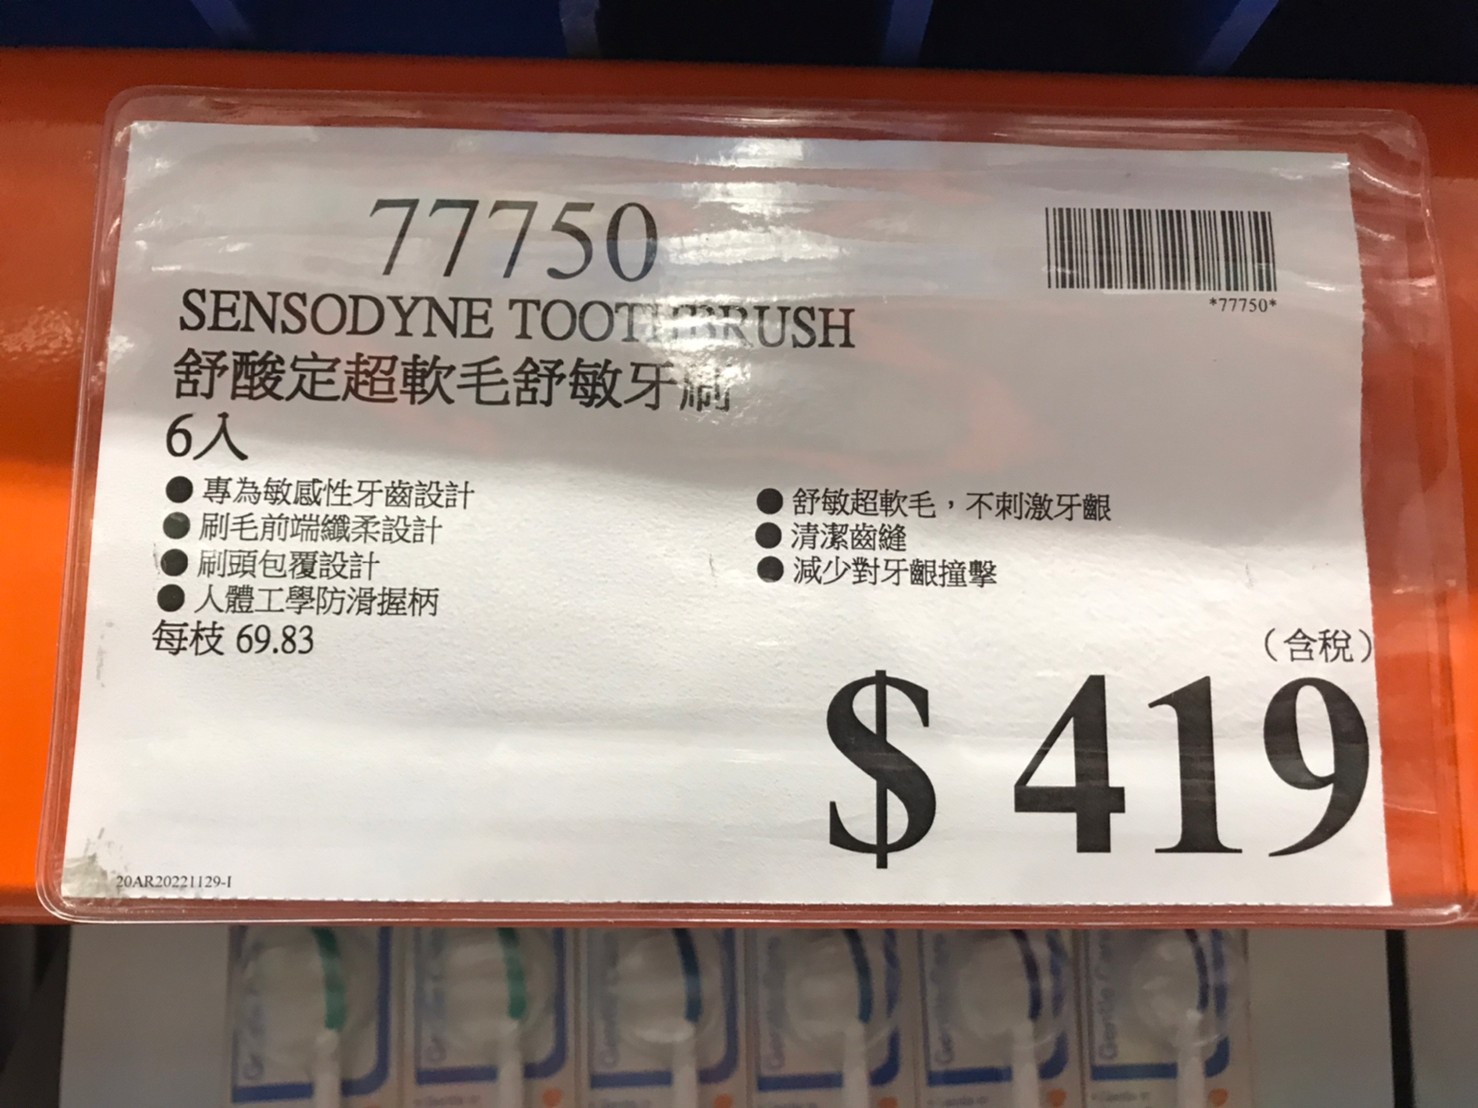 77750
*77750*
SENSODYNE TOOTHBRUSH
舒酸定超軟毛舒敏牙刷
6入
● 專為敏感性牙齒設計
● 刷毛前端纖柔設計
● 刷頭包覆設計
● 人體工學防滑握柄
每枝 69.83
● 舒敏超軟毛，不刺激牙齦
● 清潔齒縫
● 減少對牙齦撞擊
（含稅）
$ 419
20AR20221129-1